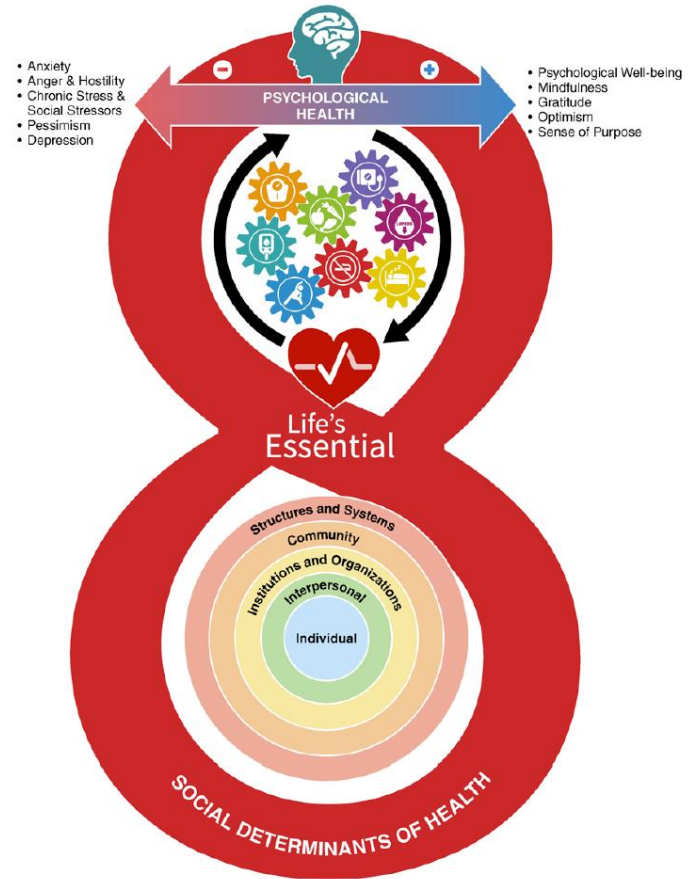 • Anxiety
• Anger & Hostility
• Chronic Stress &
Social Stressors
• Pessimism
• Depression
PSYCHOLOGICAL
HEALTH
• Psychological Well-being
• Mindfulness
• Gratitude
• Optimism
• Sense of Purpose
LIPIDS
Life's
Essential
Structures and Systems
Community
Institutions and Organizations
Interpersonal
Individual
SOCIAL DETERMINANTS OF HEALTH